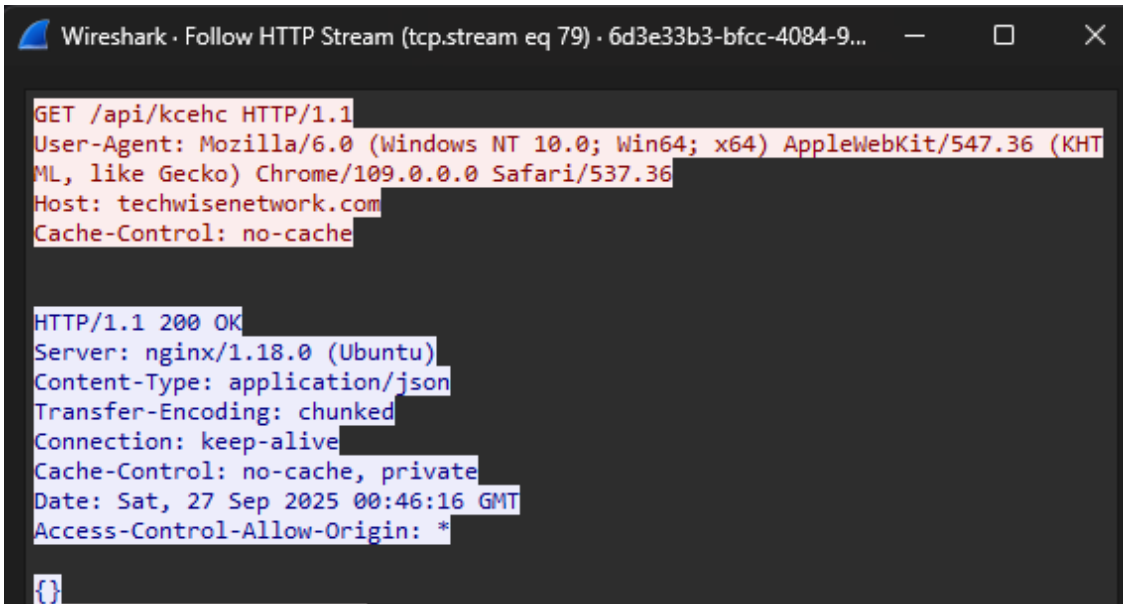 Wireshark · Follow HTTP Stream (tcp.stream eq 79) · 6d3e33b3-bfcc-4084-9...
GET /api/kcehc HTTP/1.1
User-Agent: Mozilla/6.0 (Windows NT 10.0; Win64; x64) AppleWebKit/547.36 (KHT
ML, like Gecko) Chrome/109.0.0.0 Safari/537.36
Host: techwisenetwork.com
Cache-Control: no-cache
HTTP/1.1 200 OK
Server: nginx/1.18.0 (Ubuntu)
Content-Type: application/json
Transfer-Encoding: chunked
Connection: keep-alive
Cache-Control: no-cache, private
Date: Sat, 27 Sep 2025 00:46:16 GMT
Access-Control-Allow-Origin: *
{}